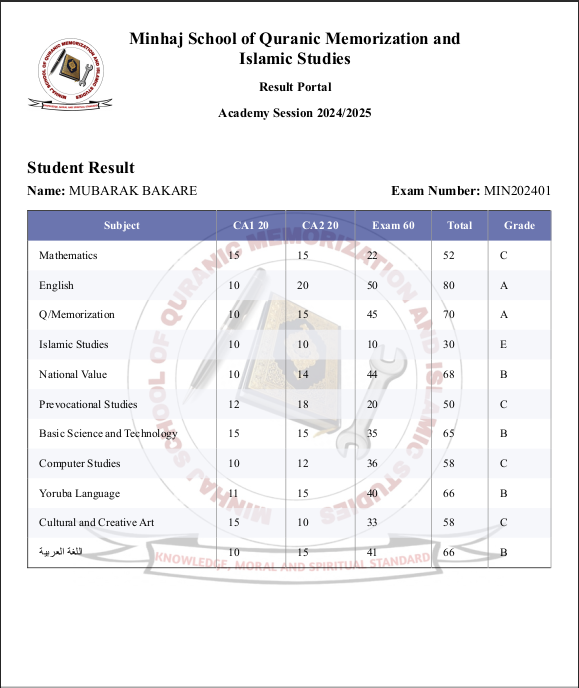 Minhaj School of Quranic Memorization and
Islamic Studies
Result Portal
Academy Session 2024/2025
Student Result
Name: MUBARAK BAKARE Exam Number: MIN202401
Subject CA1 20 CA2 20 Exam 60 Total Grade
Mathematics 15 15 22 52 C
English 10 20 50 80 A
Q/Memorization 10 15 45 70 A
Islamic Studies 10 10 10 30 E
National Value 10 14 44 68 B
Prevocational Studies 12 18 20 50 C
Basic Science and Technology 15 15 35 65 B
Computer Studies 10 12 36 58 C
Yoruba Language 11 15 40 66 B
Cultural and Creative Art 15 10 33 58 C
اللغة العربية 10 15 41 66 B
MINHAJ SCHOOL OF QURANIC MEMORIZATION AND ISLAMIC STUDIES
KNOWLEDGE, MORAL AND SPIRITUAL STANDARD